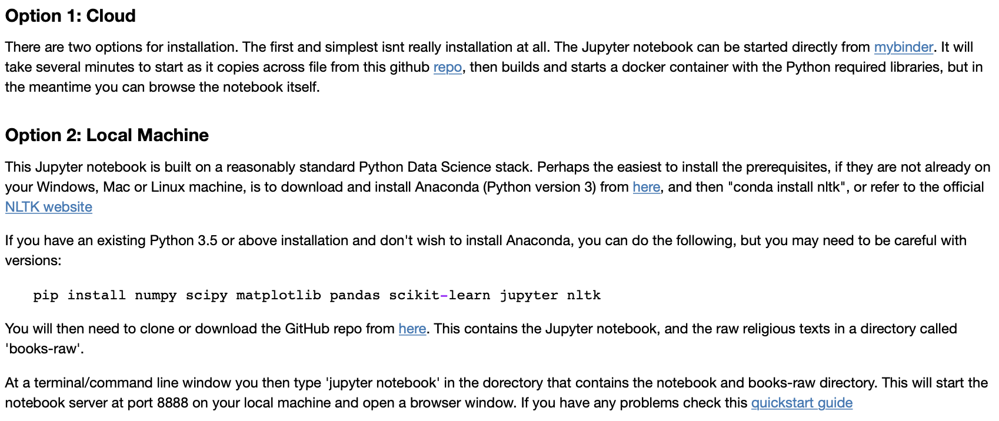 Option 1: Cloud
There are two options for installation. The first and simplest isnt really installation at all. The Jupyter notebook can be started directly from mybinder. It will
take several minutes to start as it copies across file from this github repo, then builds and starts a docker container with the Python required libraries, but in
the meantime you can browse the notebook itself.
Option 2: Local Machine
This Jupyter notebook is built on a reasonably standard Python Data Science stack. Perhaps the easiest to install the prerequisites, if they are not already on
your Windows, Mac or Linux machine, is to download and install Anaconda (Python version 3) from here, and then "conda install nltk", or refer to the official
NLTK website
If you have an existing Python 3.5 or above installation and don't wish to install Anaconda, you can do the following, but you may need to be careful with
versions:
pip install numpy scipy matplotlib pandas scikit-learn jupyter nltk
You will then need to clone or download the GitHub repo from here. This contains the Jupyter notebook, and the raw religious texts in a directory called
'books-raw'.
At a terminal/command line window you then type 'jupyter notebook' in the dorectory that contains the notebook and books-raw directory. This will start the
notebook server at port 8888 on your local machine and open a browser window. If you have any problems check this quickstart guide